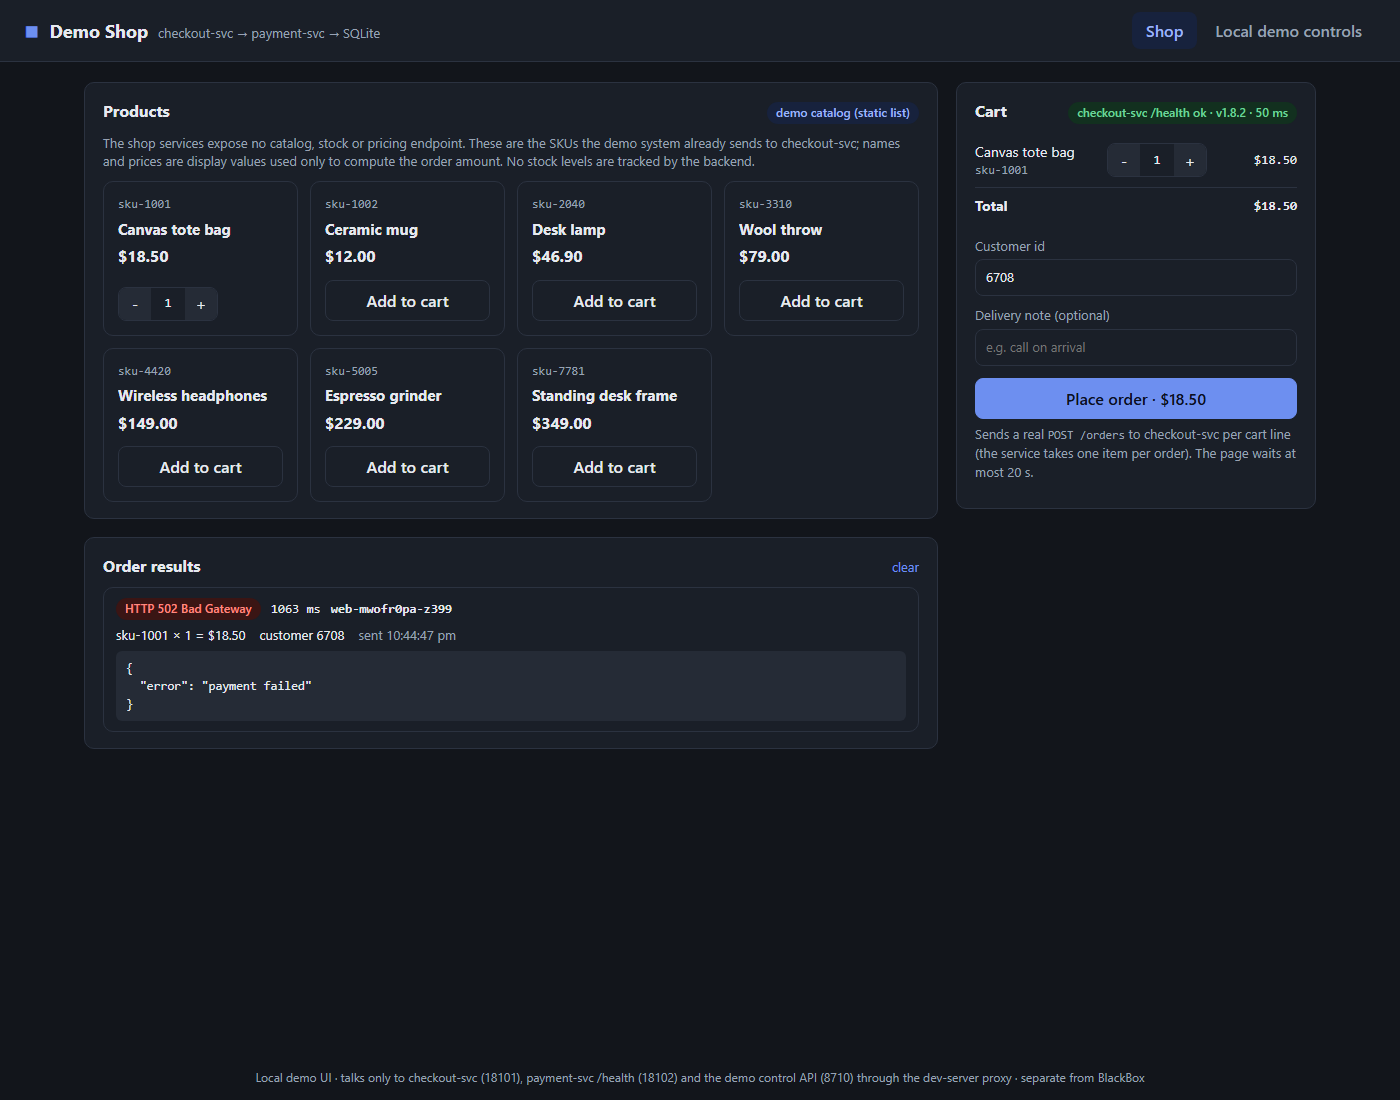 Demo Shop checkout-svc → payment-svc → SQLite
Shop Local demo controls
Products
demo catalog (static list)
The shop services expose no catalog, stock or pricing endpoint. These are the SKUs the demo system already sends to checkout-svc; names
and prices are display values used only to compute the order amount. No stock levels are tracked by the backend.
sku-1001
Canvas tote bag
$18.50
- 1 +
sku-1002
Ceramic mug
$12.00
Add to cart
sku-2040
Desk lamp
$46.90
Add to cart
sku-3310
Wool throw
$79.00
Add to cart
sku-4420
Wireless headphones
$149.00
Add to cart
sku-5005
Espresso grinder
$229.00
Add to cart
sku-7781
Standing desk frame
$349.00
Add to cart
Order results
clear
HTTP 502 Bad Gateway 1063 ms web-mwofr0pa-z399
sku-1001 × 1 = $18.50 customer 6708 sent 10:44:47 pm
{
"error": "payment failed"
}
Cart
checkout-svc /health ok · v1.8.2 · 50 ms
Canvas tote bag
sku-1001
- 1 +
$18.50
Total $18.50
Customer id
6708
Delivery note (optional)
e.g. call on arrival
Place order · $18.50
Sends a real POST /orders to checkout-svc per cart line
(the service takes one item per order). The page waits at
most 20 s.
Local demo UI · talks only to checkout-svc (18101), payment-svc /health (18102) and the demo control API (8710) through the dev-server proxy · separate from BlackBox